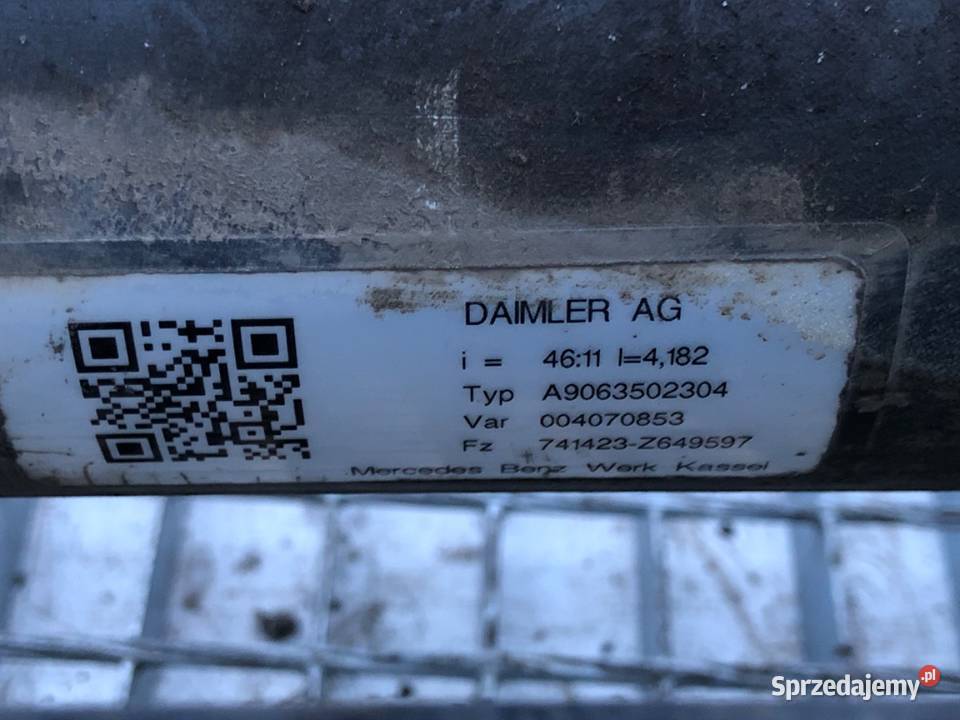 DAIMLER AG
i = 46:11 I=4,182
Typ A9063502304
Var 004070853
Fz 741423-Z649597
Mercedes Benz Werk Kassel
Sprzedajemy.pl